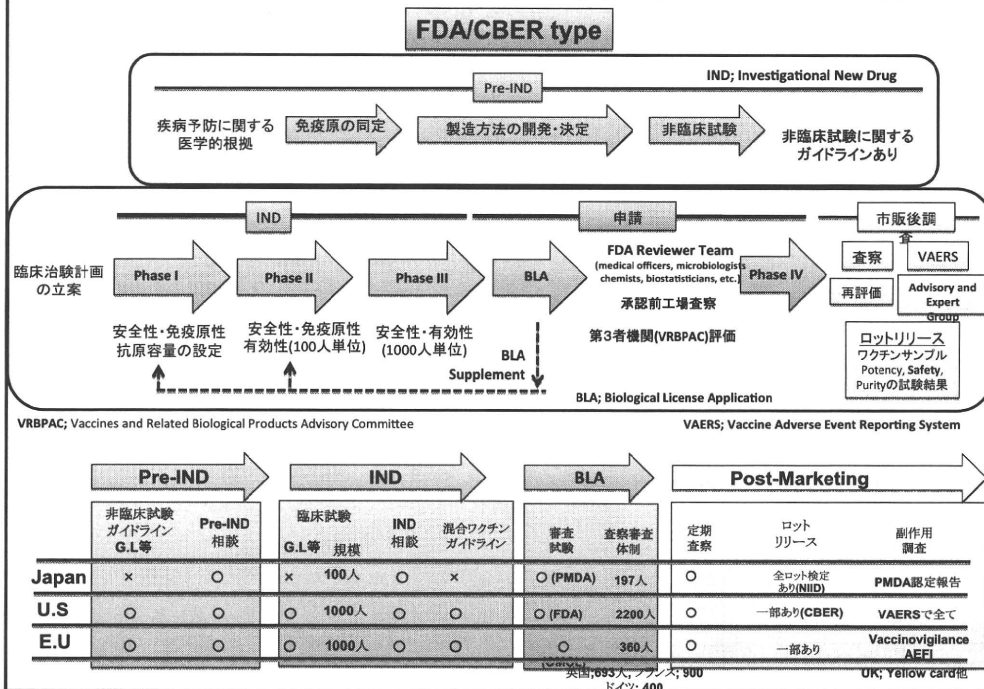 FDA/CBER type
IND; Investigational New Drug
Pre-IND
疾病予防に関する
医学的根拠
免疫原の同定
製造方法の開発・決定
非臨床試験
非臨床試験に関する
ガイドラインあり
IND
申請
市販後調
査
臨床治験計画
の立案
Phase I
Phase II
Phase III
BLA
FDA Reviewer Team
(medical officers, microbiologists
chemists, biostatisticians, etc.)
承認前工場査察
第3者機関(VRBPAC)評価
Phase IV
査察
VAERS
再評価
Advisory and
Expert
Group
安全性・免疫原性
抗原容量の設定
安全性・免疫原性
有効性(100人単位)
安全性・有効性
(1000人単位)
BLA
Supplement
ロットリリース
ワクチンサンプル
Potency, Safety,
Purityの試験結果
BLA; Biological License Application
VRBPAC; Vaccines and Related Biological Products Advisory Committee
VAERS; Vaccine Adverse Event Reporting System
Pre-IND
IND
BLA
Post-Marketing
非臨床試験
ガイドライン
G.L等
Pre-IND
相談
臨床試験
G.L等 規模
IND
相談
混合ワクチン
ガイドライン
審査
試験
査察審査
体制
定期
査察
ロット
リリース
副作用
調査
Japan × ○ × 100人 ○ × ○ (PMDA) 197人 ○ 全ロット検定
あり(NIID) PMDA認定報告
U.S ○ ○ ○ 1000人 ○ ○ ○ (FDA) 2200人 ○ 一部あり(CBER) VAERSで全て
E.U ○ ○ ○ 1000人 ○ ○ ○ 360人 ○ 一部あり Vaccinovigilance
AEFI
英国;693人, フランス; 900
ドイツ; 400
UK; Yellow card他